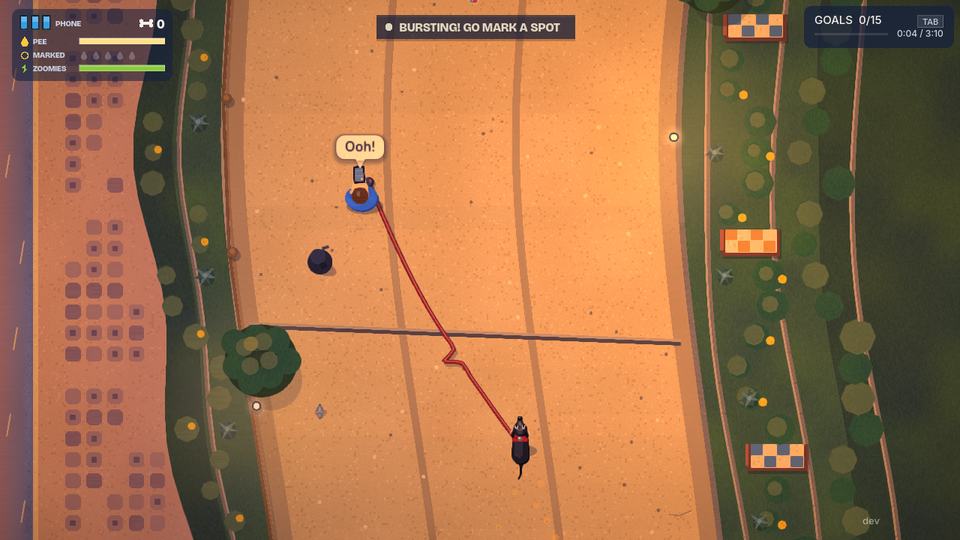 PHONE
0
PEE
MARKED
ZOOMIES
BURSTING! GO MARK A SPOT
GOALS 0/15
TAB
0:04 / 3:10
Ooh!
dev